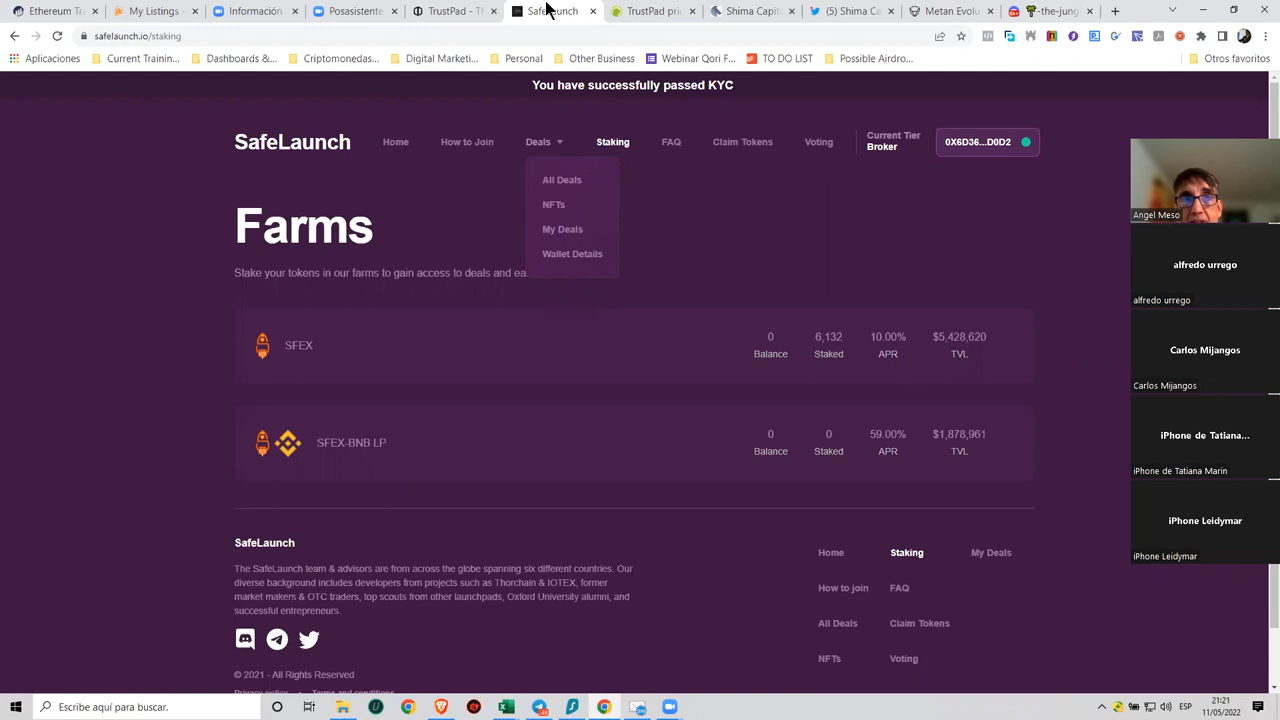 Ethereum Tra
My Listings -
Información
Posasistente
TrustPad - Th
SafeLaunch
TrustPad priv
Shima Capita
Shima Ca
Metan Evolu
the-jung
safelaunch.io/staking
Aplicaciones
Current Trainin...
Dashboards &...
Criptomonedas...
Digital Marketi...
Personal
Other Business
Webinar Qori F...
TO DO LIST
Possible Airdro...
Otros favoritos
You have successfully passed KYC
SafeLaunch
Home
How to Join
Deals
Staking
FAQ
Claim Tokens
Voting
Current Tier
Broker
0X6D36...D0D2
All Deals
NFTs
My Deals
Wallet Details
Farms
Stake your tokens in our farms to gain access to deals and ea
SFEX
0
Balance
6,132
Staked
10.00%
APR
$5,428,620
TVL
SFEX-BNB LP
0
Balance
0
Staked
59.00%
APR
$1,878,961
TVL
SafeLaunch
The SafeLaunch team & advisors are from across the globe spanning six different countries. Our
diverse background includes developers from projects such as Thorchain & IOTEX, former
market makers & OTC traders, top scouts from other launchpads, Oxford University alumni, and
successful entrepreneurs.
© 2021 - All Rights Reserved
Privacy policy
Terms and conditions
Home
Staking
My Deals
How to join
FAQ
All Deals
Claim Tokens
NFTs
Voting
Angel Meso
alfredo urrego
alfredo urrego
Carlos Mijangos
Carlos Mijangos
iPhone de Tatiana...
iPhone de Tatiana Marin
iPhone Leidymar
iPhone Leidymar
Escribe aquí para buscar.
ESP
21:21
11/05/2022